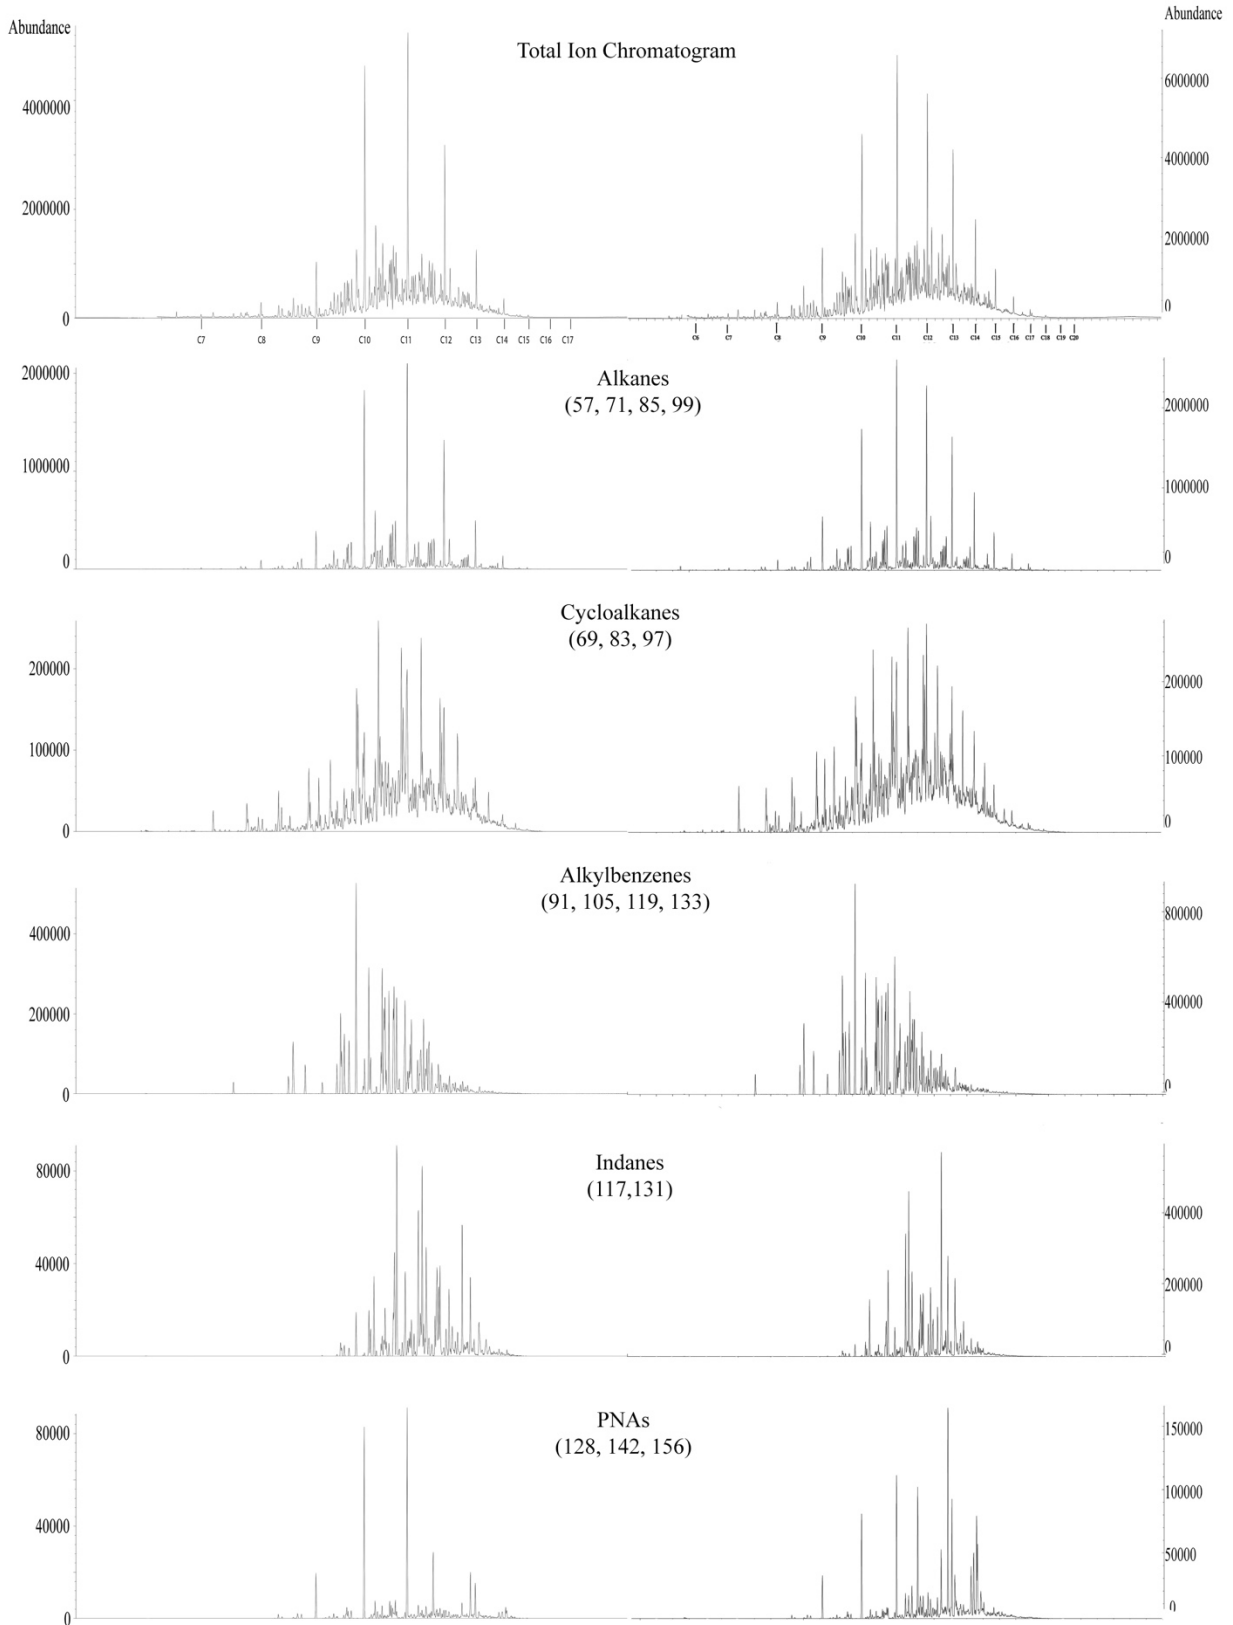 Abundance
Abundance
Total Ion Chromatogram
4000000
2000000
0
6000000
4000000
2000000
0
C7 C8 C9 C10 C11 C12 C13 C14 C15 C16 C17
C6 C7 C8 C9 C10 C11 C12 C13 C14 C15 C16 C17 C18 C19 C20
Alkanes
(57, 71, 85, 99)
2000000
1000000
0
2000000
1000000
0
Cycloalkanes
(69, 83, 97)
200000
100000
0
200000
100000
0
Alkylbenzenes
(91, 105, 119, 133)
400000
200000
0
800000
400000
0
Indanes
(117,131)
80000
40000
0
400000
200000
0
PNAs
(128, 142, 156)
80000
40000
0
150000
100000
50000
0